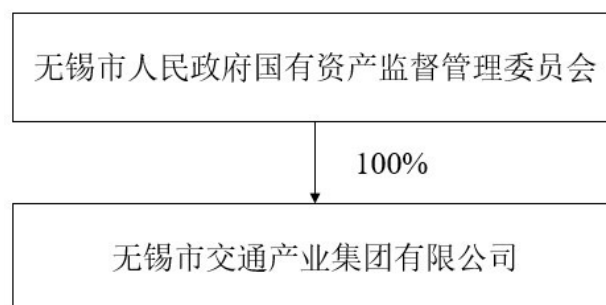 无锡市人民政府国有资产监督管理委员会
100%
无锡市交通产业集团有限公司